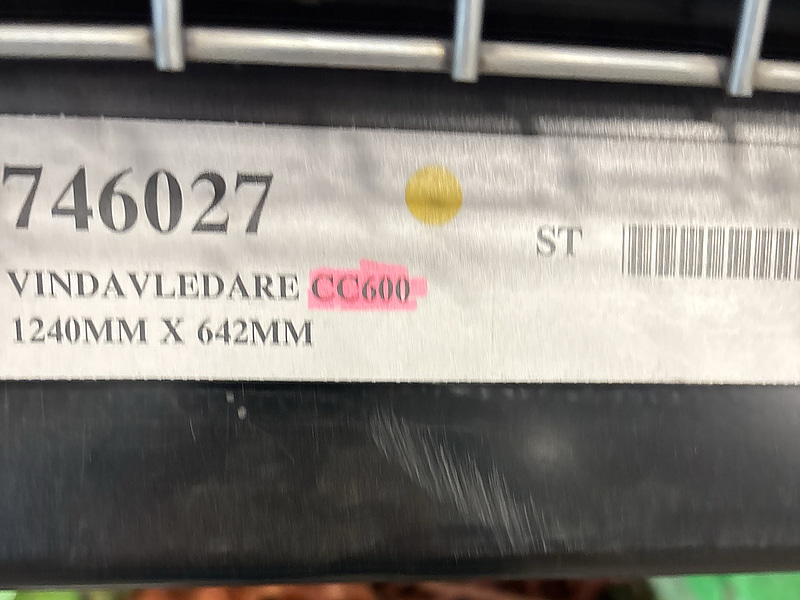 746027
ST
VINDAVLEDARE CC600
1240MM X 642MM